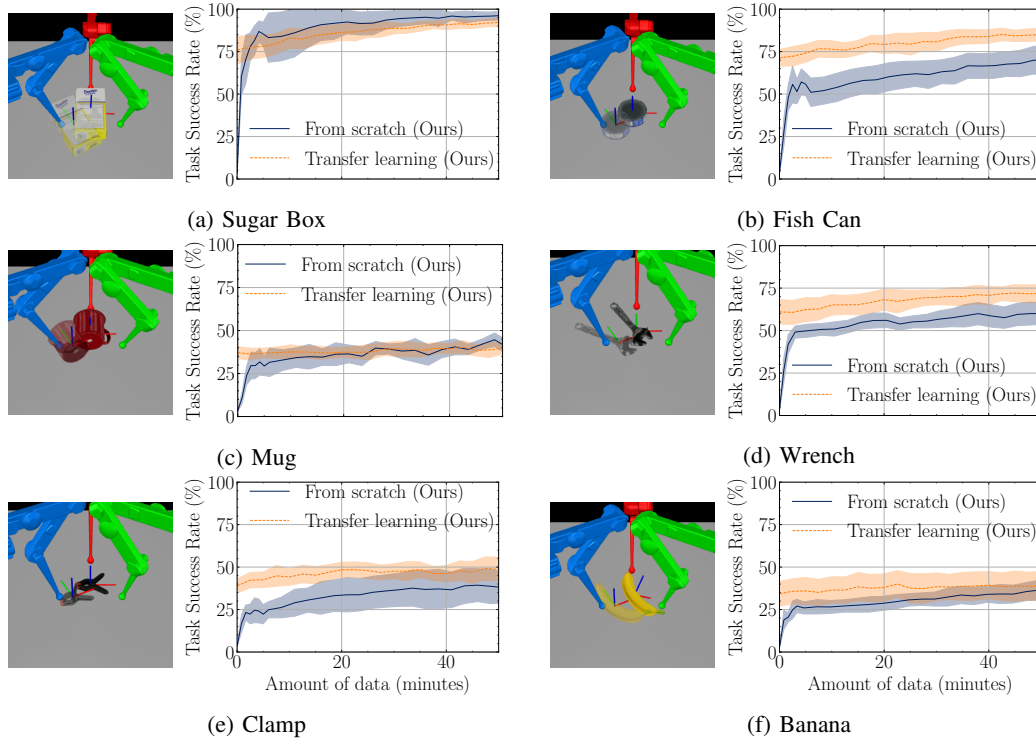 Task Success Rate (%)
100
75
50
25
0
From scratch (Ours)
Transfer learning (Ours)
Task Success Rate (%)
100
75
50
25
0
From scratch (Ours)
Transfer learning (Ours)
(a) Sugar Box
(b) Fish Can
Task Success Rate (%)
100
75
50
25
0
From scratch (Ours)
Transfer learning (Ours)
Task Success Rate (%)
100
75
50
25
0
From scratch (Ours)
Transfer learning (Ours)
(c) Mug
(d) Wrench
Task Success Rate (%)
100
75
50
25
0
From scratch (Ours)
Transfer learning (Ours)
0
20
40
Amount of data (minutes)
Task Success Rate (%)
100
75
50
25
0
From scratch (Ours)
Transfer learning (Ours)
0
20
40
Amount of data (minutes)
(e) Clamp
(f) Banana